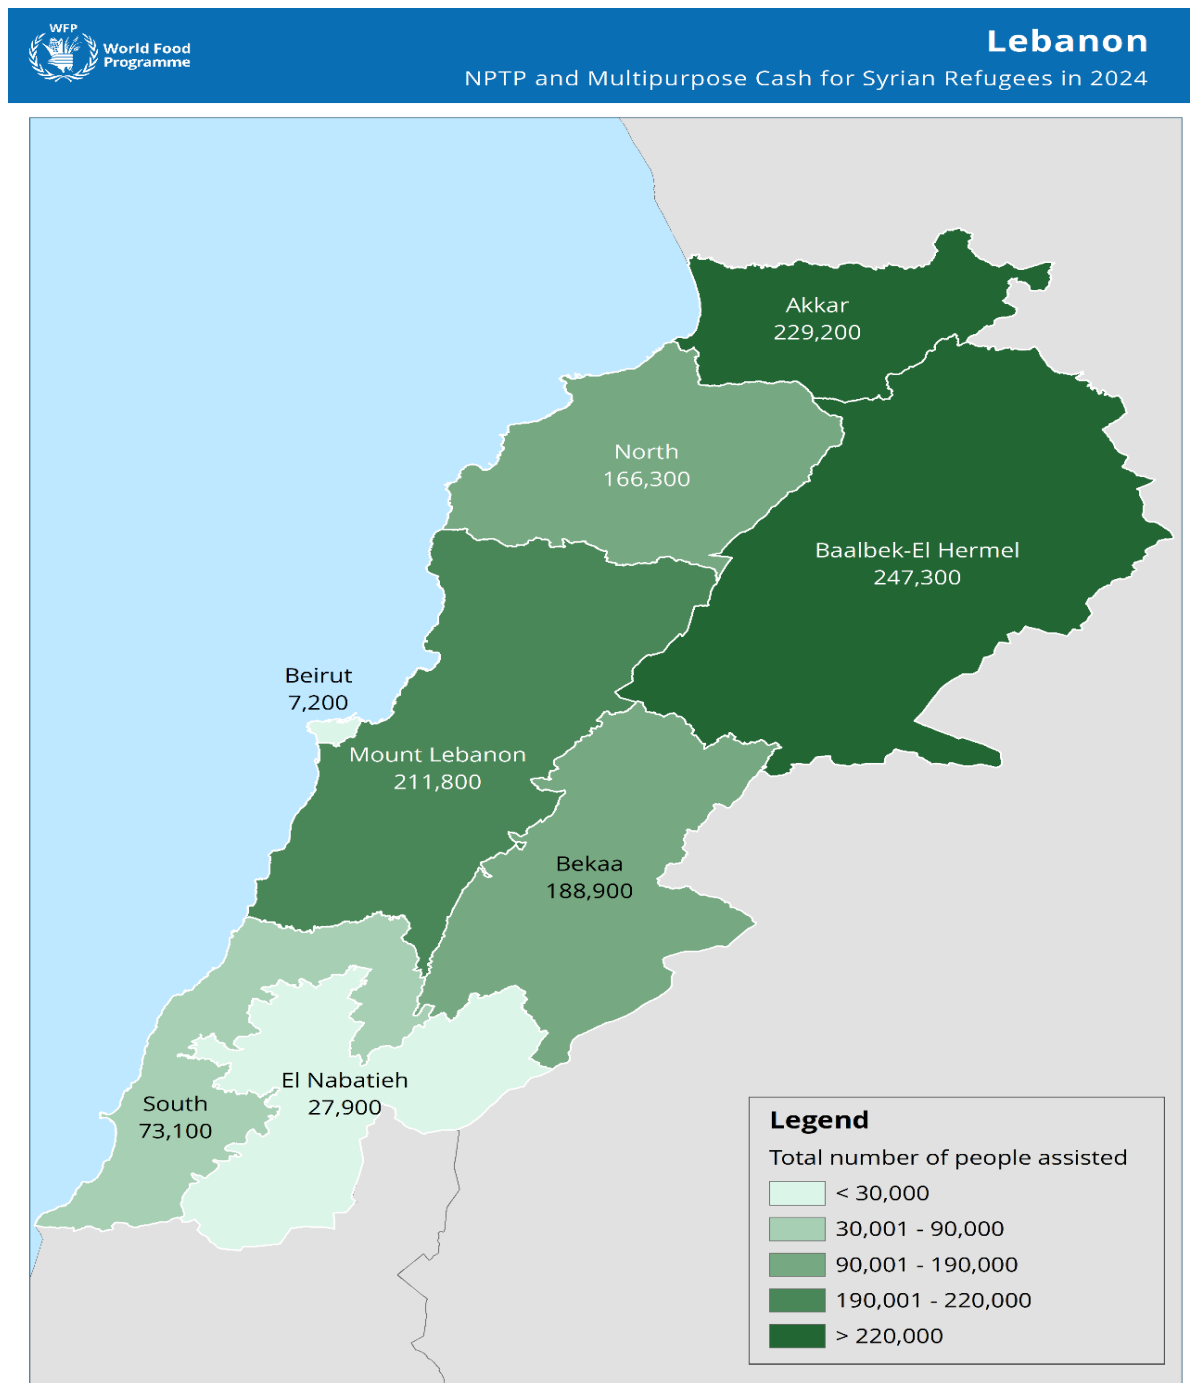 WFP
World Food
Programme
Lebanon
NPTP and Multipurpose Cash for Syrian Refugees in 2024
Akkar
229,200
North
166,300
Baalbek-El Hermel
247,300
Beirut
7,200
Mount Lebanon
211,800
Bekaa
188,900
El Nabatieh
27,900
South
73,100
Legend
Total number of people assisted
< 30,000
30,001 - 90,000
90,001 - 190,000
190,001 - 220,000
> 220,000